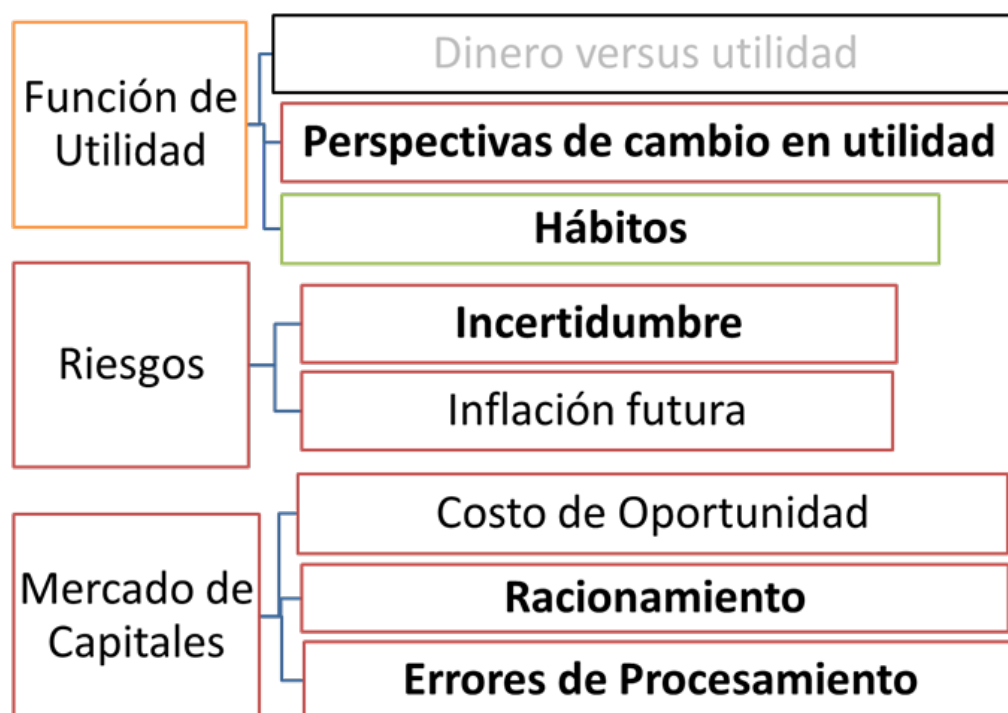 Función de
Utilidad
Dinero versus utilidad
Perspectivas de cambio en utilidad
Hábitos
Riesgos
Incertidumbre
Inflación futura
Mercado de
Capitales
Costo de Oportunidad
Racionamiento
Errores de Procesamiento